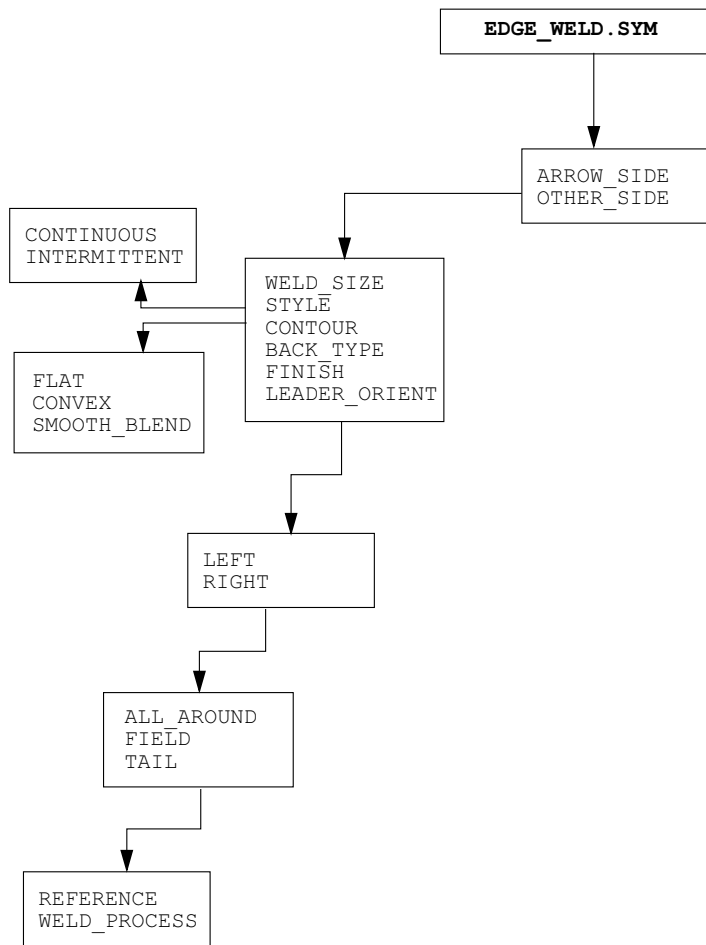 EDGE_WELD.SYM
ARROW_SIDE
OTHER_SIDE
CONTINUOUS
INTERMITTENT
WELD_SIZE
STYLE
CONTOUR
BACK_TYPE
FINISH
LEADER_ORIENT
FLAT
CONVEX
SMOOTH_BLEND
LEFT
RIGHT
ALL_AROUND
FIELD
TAIL
REFERENCE
WELD_PROCESS